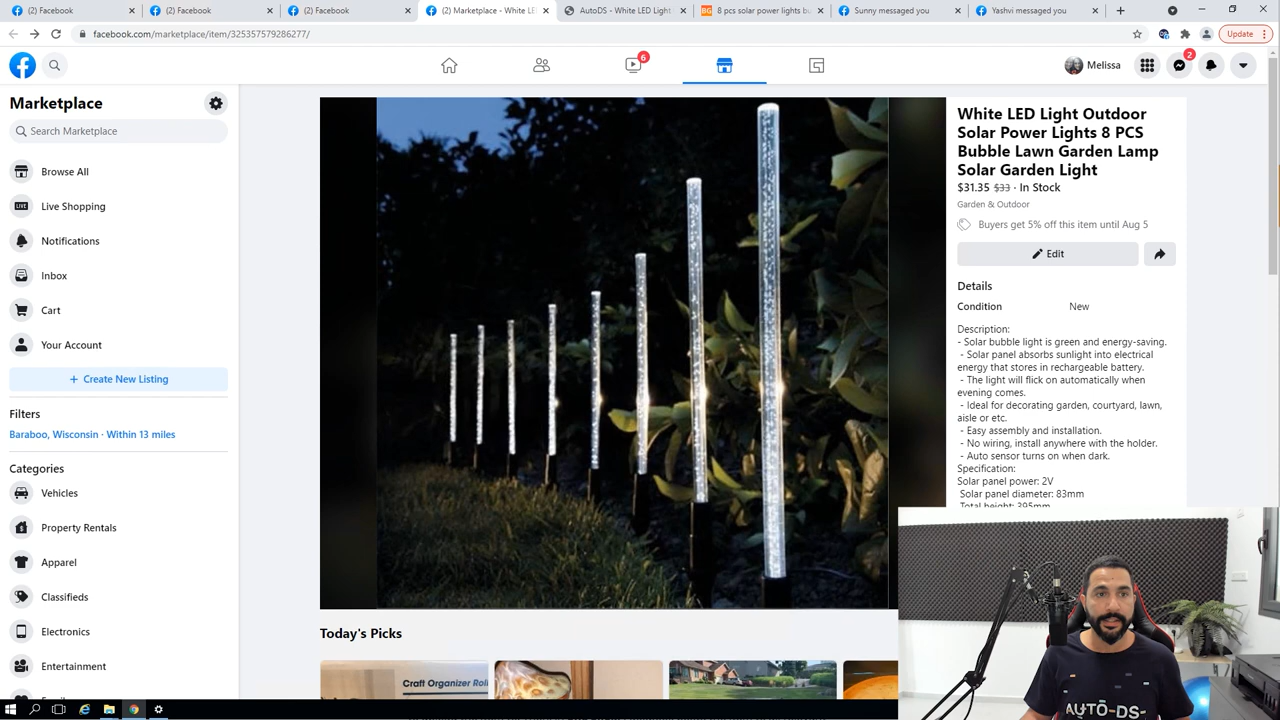 (2) Facebook
(2) Facebook
(2) Facebook
(2) Marketplace - White LE
AutoDS - White LED Light
8 pcs solar power lights bu
Sunny messaged you
Yashvi messaged you
facebook.com/marketplace/item/325357579286277/
Update
6
Melissa
2
Marketplace
Search Marketplace
Browse All
LIVE
Live Shopping
Notifications
Inbox
Cart
Your Account
+ Create New Listing
Filters
Baraboo, Wisconsin · Within 13 miles
Categories
Vehicles
Property Rentals
Apparel
Classifieds
Electronics
Entertainment
White LED Light Outdoor
Solar Power Lights 8 PCS
Bubble Lawn Garden Lamp
Solar Garden Light
$31.35 $33 · In Stock
Garden & Outdoor
Buyers get 5% off this item until Aug 5
Edit
Details
Condition New
Description:
- Solar bubble light is green and energy-saving.
- Solar panel absorbs sunlight into electrical
energy that stores in rechargeable battery.
- The light will flick on automatically when
evening comes.
- Ideal for decorating garden, courtyard, lawn,
aisle or etc.
- Easy assembly and installation.
- No wiring, install anywhere with the holder.
- Auto sensor turns on when dark.
Specification:
Solar panel power: 2V
Solar panel diameter: 83mm
Total height: 395mm
Today's Picks
Craft Organizer Roll
AUTO-DS-